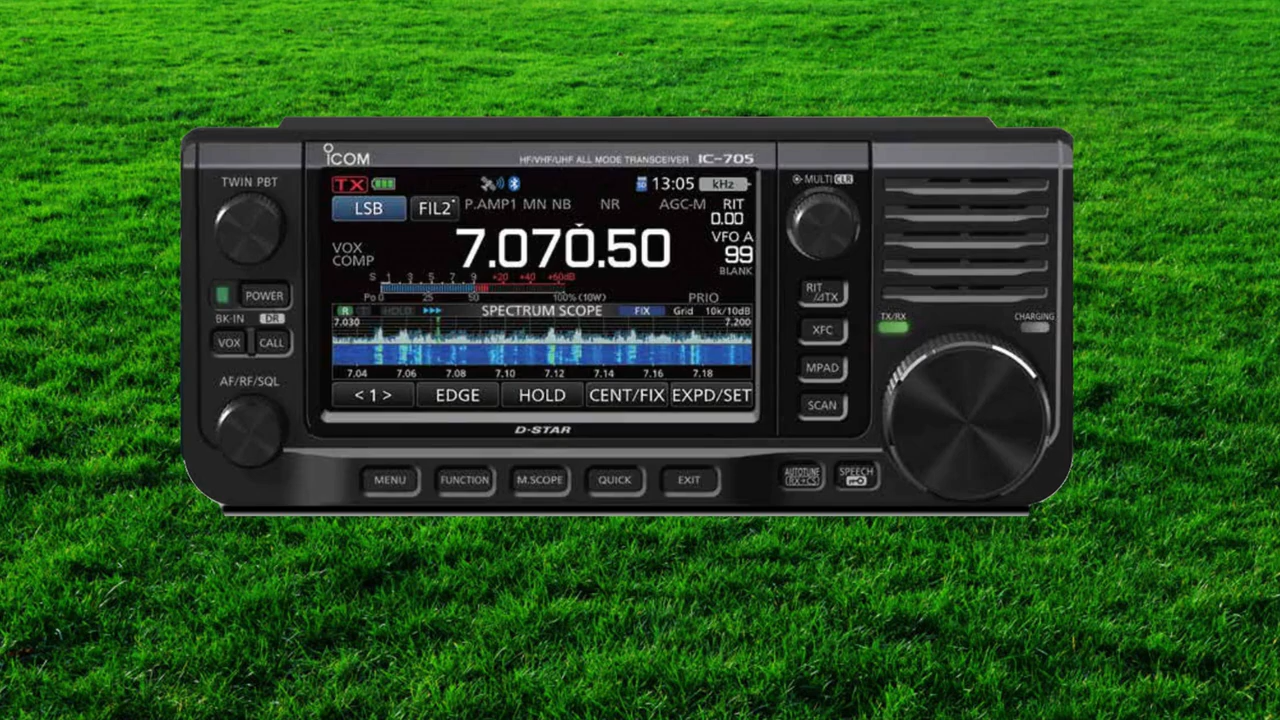 ICOM
HF/VHF/UHF ALL MODE TRANSCEIVER IC-705
TWIN PBT
POWER
BK-IN DR
VOX CALL
AF/RF/SQL
TX 13:05 kHz
LSB FIL2 P.AMP1 MN NB NR AGC-M RIT
0.00
VOX
COMP
7.070.50
VFO A
99
BLANK
S 1 3 5 7 9 +20 +40 +60dB
Po 0 25 50 100% (10W) PRIO
R HOLD SPECTRUM SCOPE FIX Grid 10k/10dB
7.030 7.200
7.04 7.06 7.08 7.10 7.12 7.14 7.16 7.18
< 1 > EDGE HOLD CENT/FIX EXPD/SET
D-STAR
MENU FUNCTION M.SCOPE QUICK EXIT
MULTI CLR
RIT
/⊿TX
XFC
MPAD
SCAN
TX/RX CHARGING
AUTOTUNE
RX→CS
SPEECH